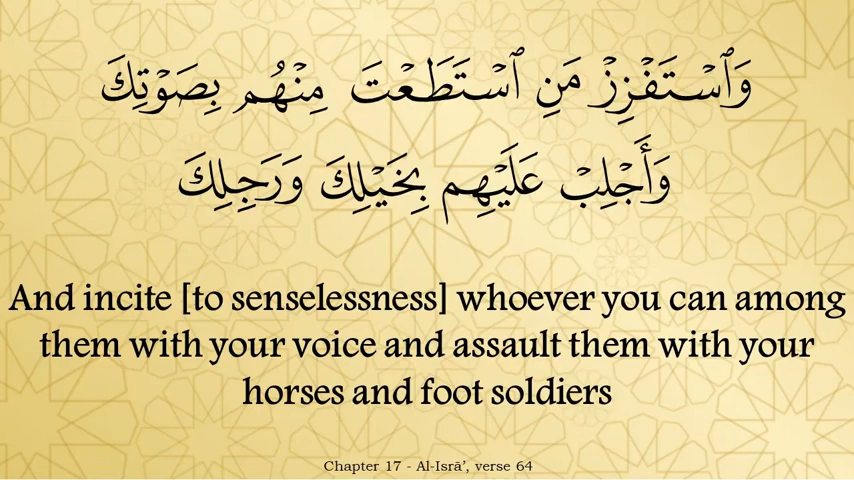 وَٱسْتَفْزِزْ مَنِ ٱسْتَطَعْتَ مِنْهُم بِصَوْتِكَ
وَأَجْلِبْ عَلَيْهِم بِخَيْلِكَ وَرَجِلِكَ
And incite [to senselessness] whoever you can among
them with your voice and assault them with your
horses and foot soldiers
Chapter 17 - Al-Isrā’, verse 64